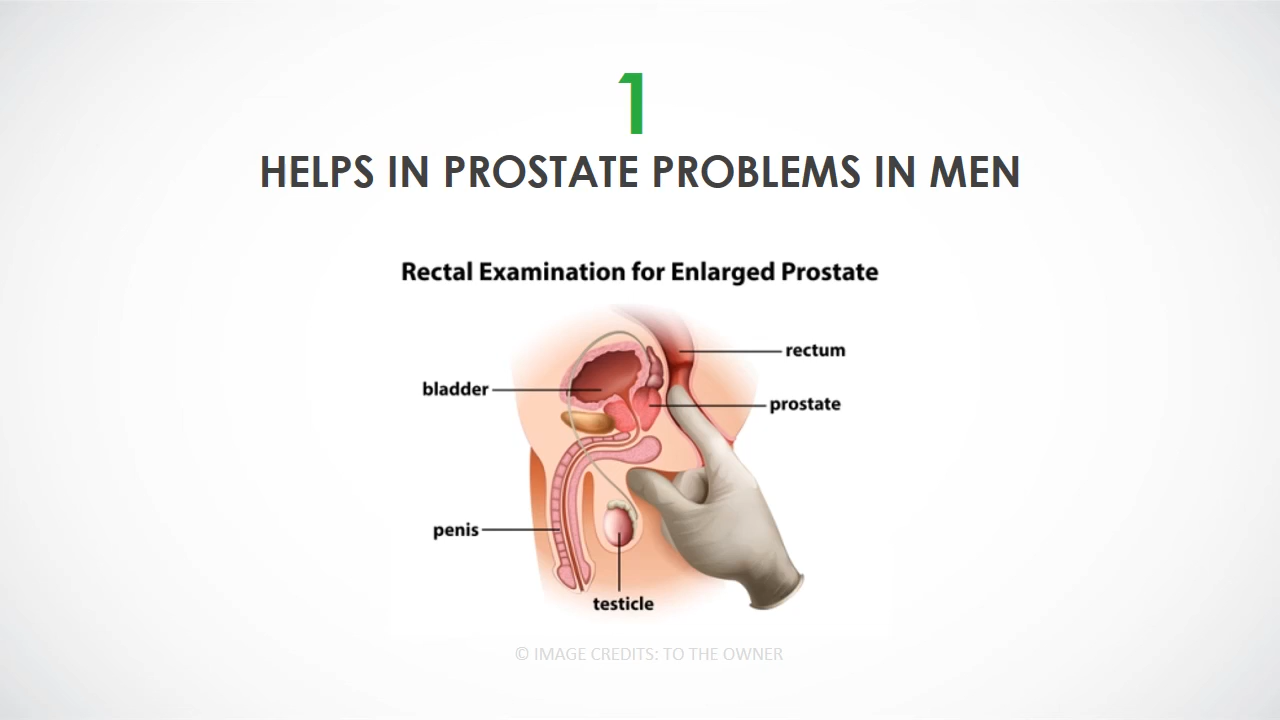 1
HELPS IN PROSTATE PROBLEMS IN MEN
Rectal Examination for Enlarged Prostate
rectum
bladder
prostate
penis
testicle
© IMAGE CREDITS: TO THE OWNER